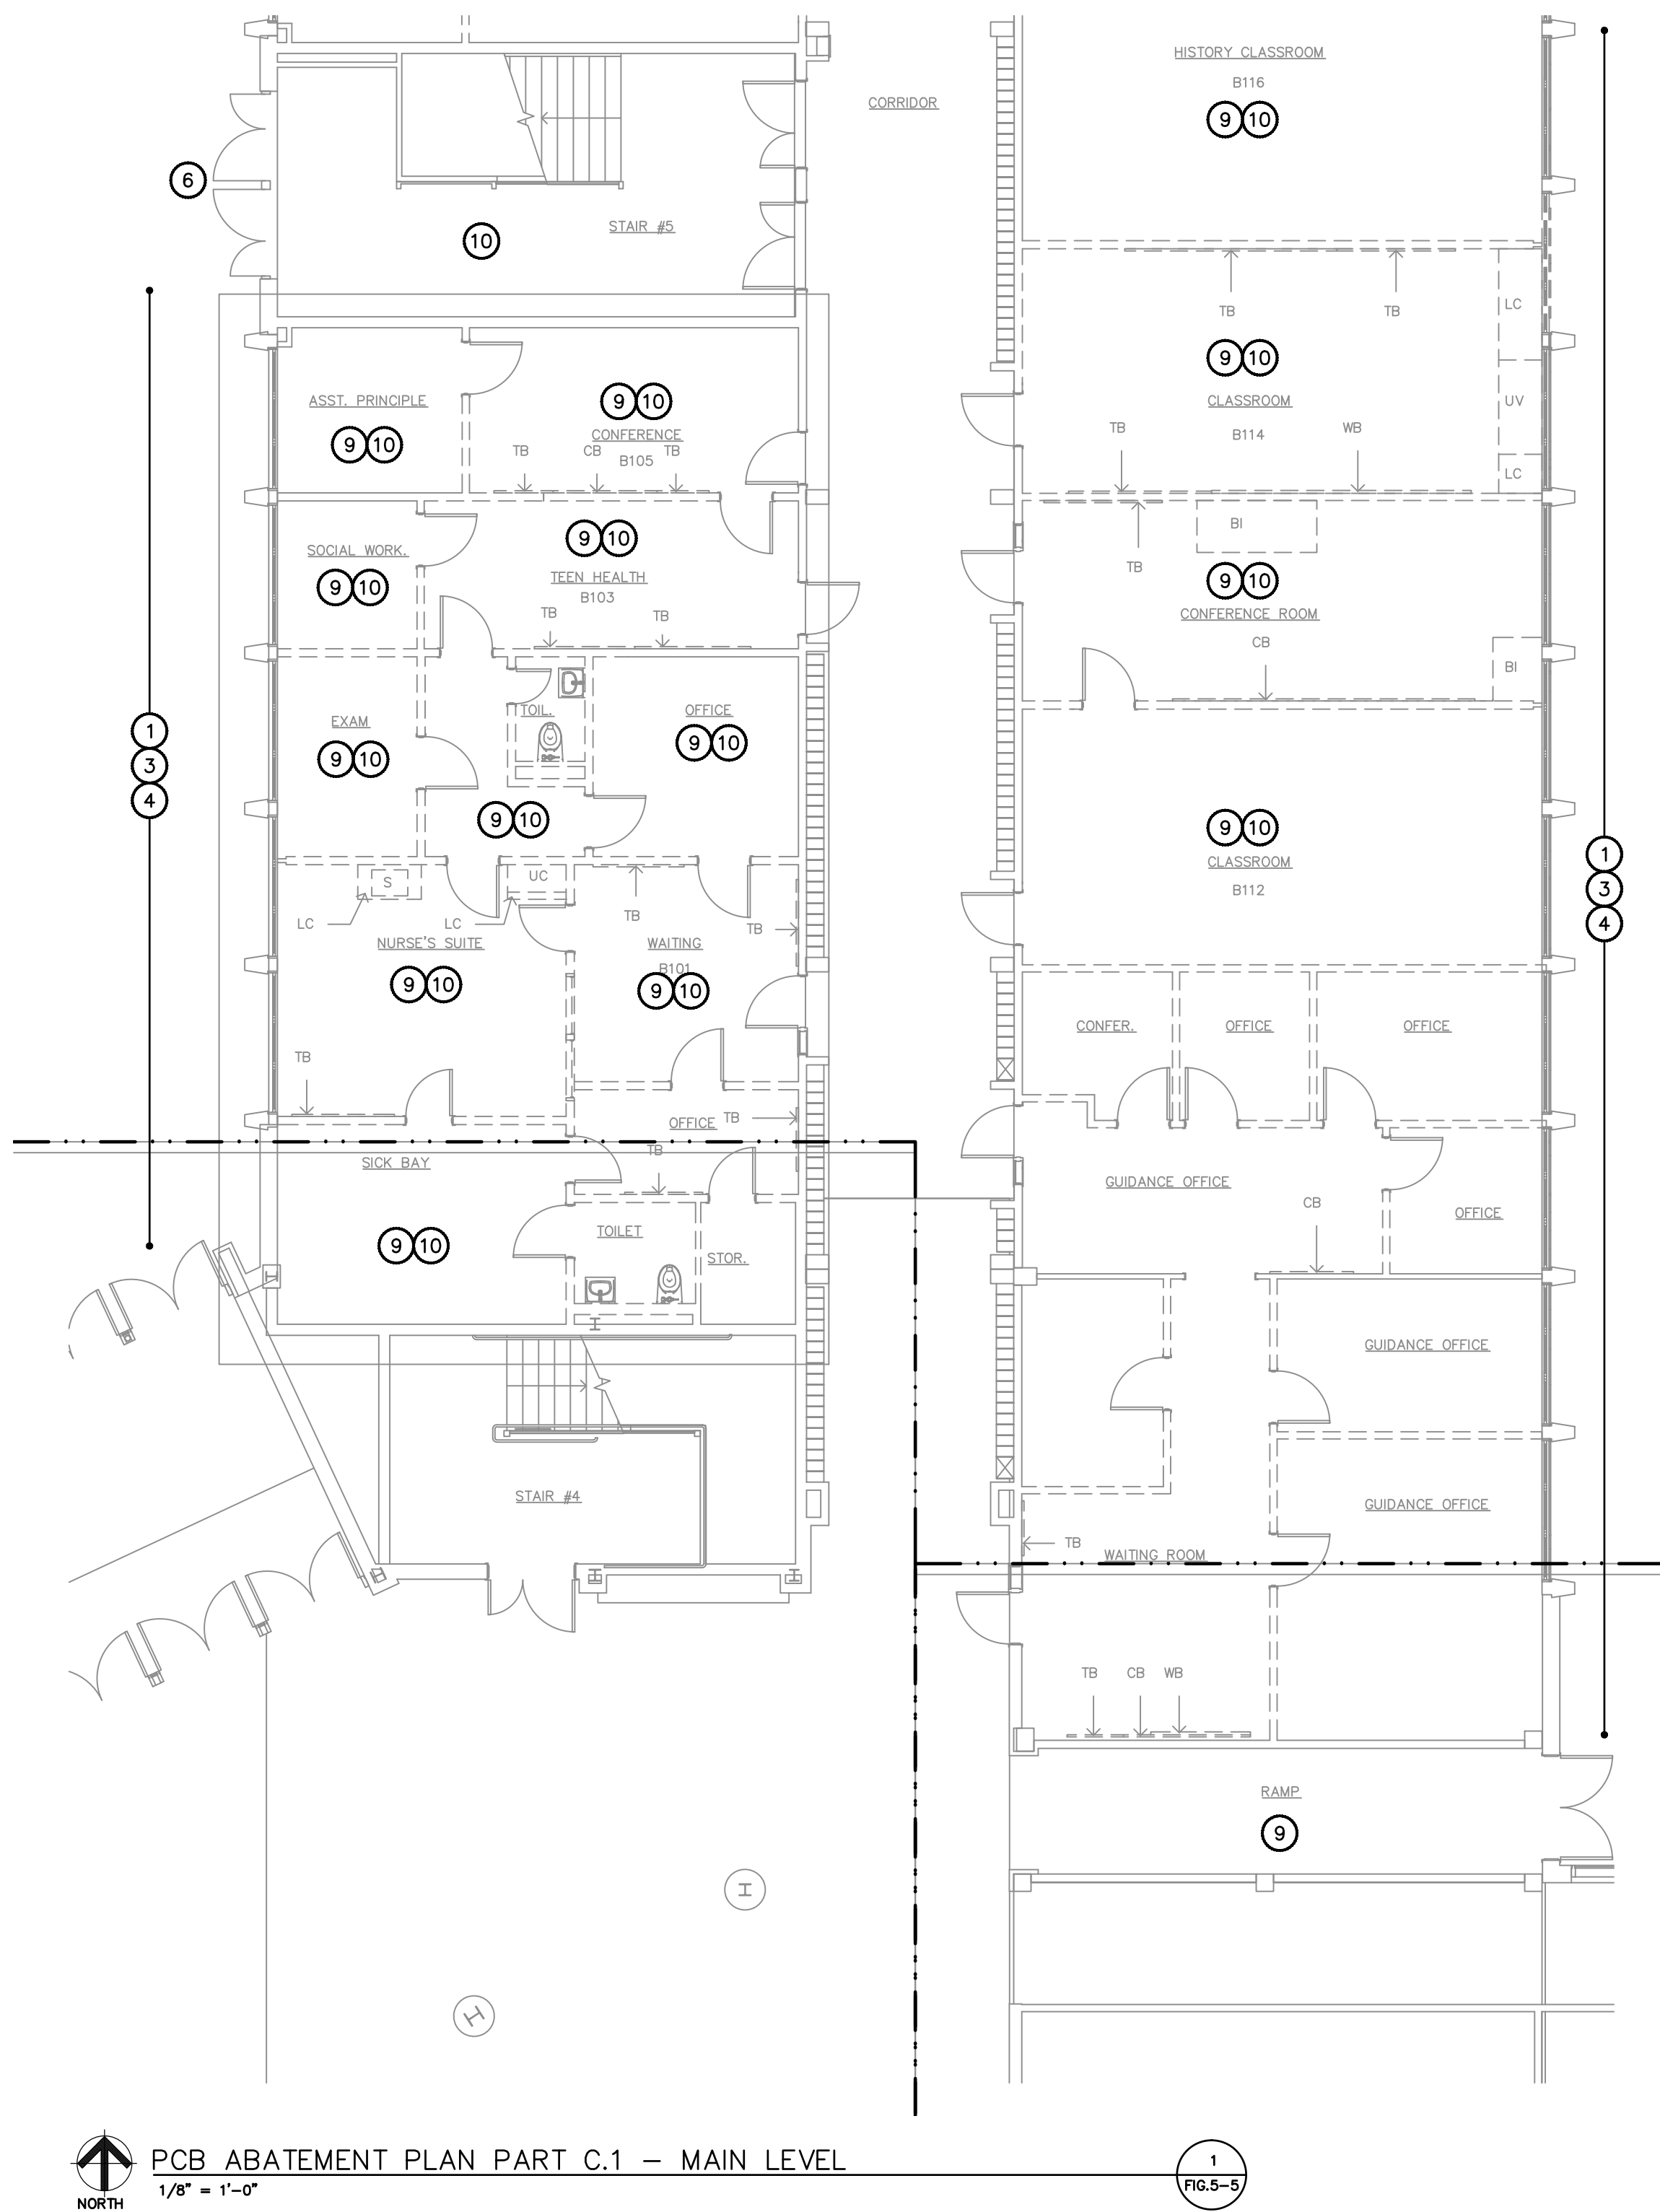 HISTORY CLASSROOM
B116
9 10
CORRIDOR
6
10
STAIR #5
TB
TB
LC
9 10
CLASSROOM
B114
UV
TB
WB
LC
ASST. PRINCIPLE
9 10
9 10
CONFERENCE
B105
TB
CB
TB
SOCIAL WORK.
9 10
9 10
TEEN HEALTH
B103
TB
TB
BI
TB
9 10
CONFERENCE ROOM
CB
BI
1
3
4
EXAM
9 10
TOIL.
OFFICE
9 10
9 10
9 10
CLASSROOM
B112
1
3
4
S
UC
LC
LC
TB
TB
NURSE'S SUITE
9 10
WAITING
B101
9 10
CONFER.
OFFICE
OFFICE
TB
OFFICE
TB
TB
SICK BAY
9 10
TOILET
STOR.
GUIDANCE OFFICE
CB
OFFICE
GUIDANCE OFFICE
STAIR #4
GUIDANCE OFFICE
TB
WAITING ROOM
TB
CB
WB
RAMP
9
PCB ABATEMENT PLAN PART C.1 – MAIN LEVEL
1/8" = 1'-0"
NORTH
1
FIG.5-5